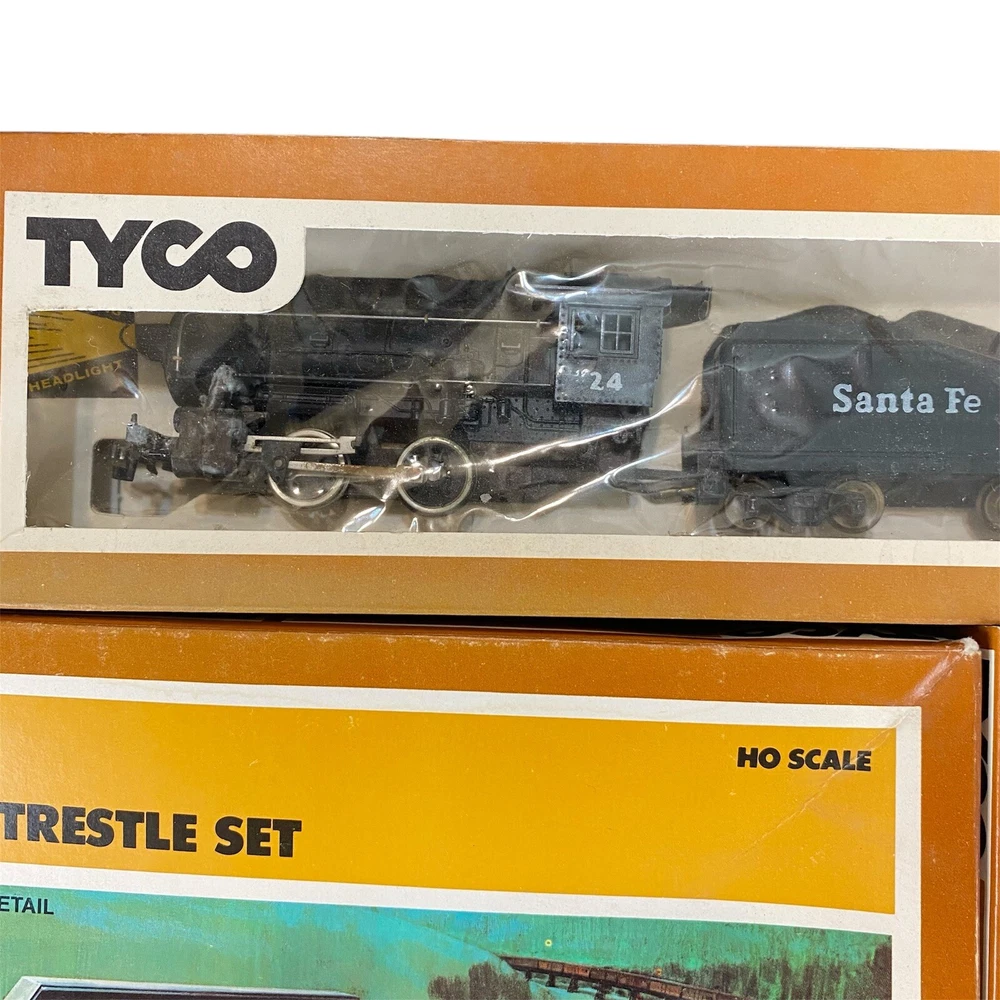 TYCO
HEADLIGHT
24
Santa Fe
HO SCALE
TRESTLE SET
ETAIL